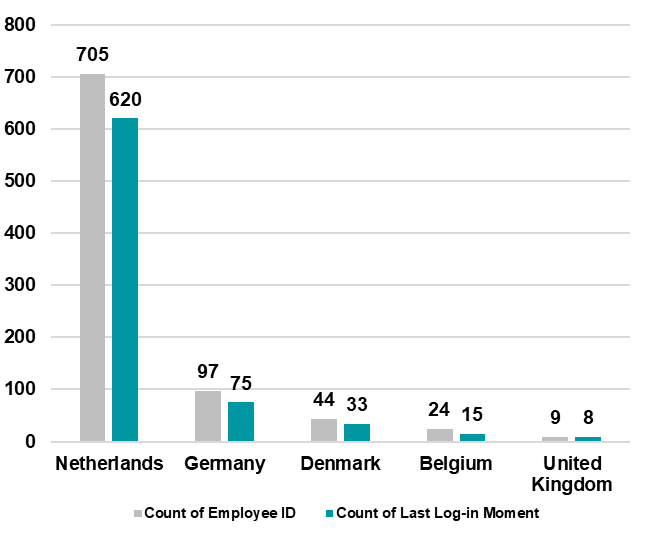 800
705
700
620
600
500
400
300
200
97
75
100
44
33
24
15
9
8
0
Netherlands
Germany
Denmark
Belgium
United
Kingdom
Count of Employee ID
Count of Last Log-in Moment